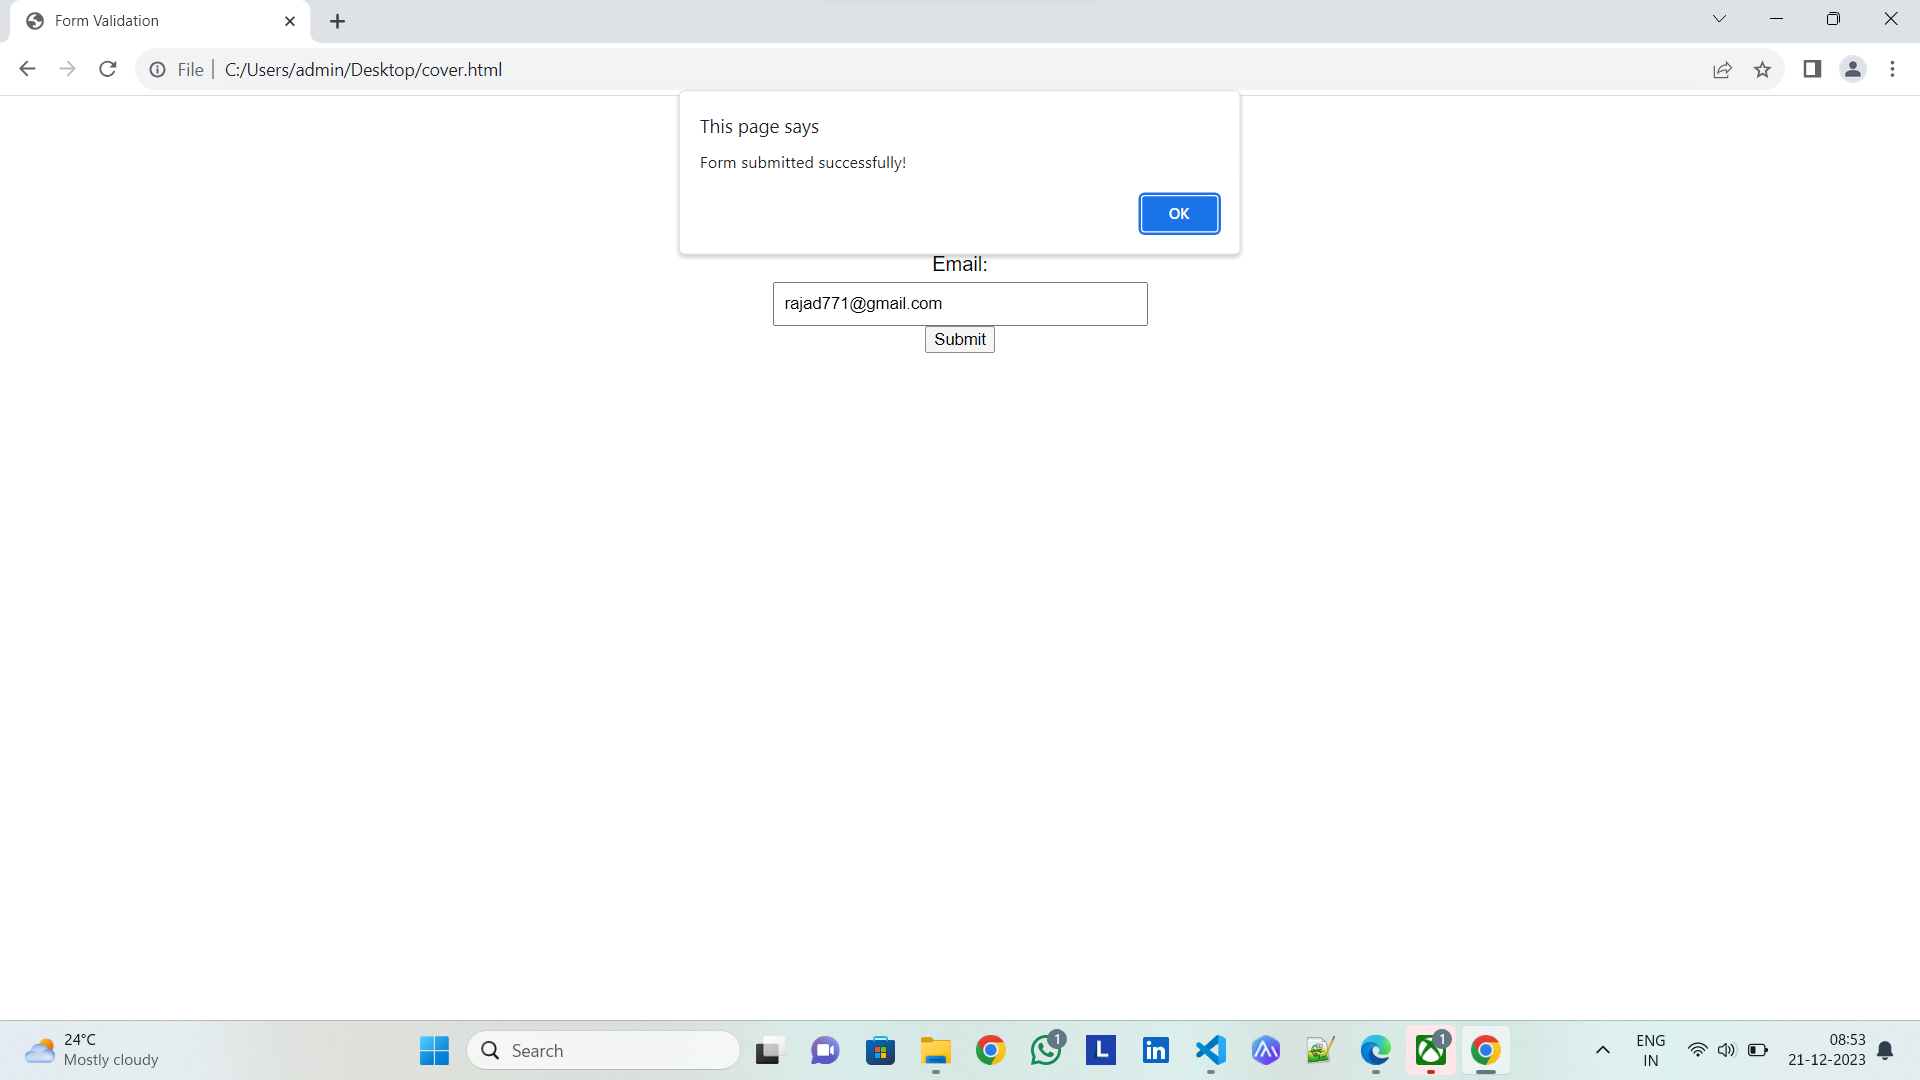 Form Validation
File
C:/Users/admin/Desktop/cover.html
This page says
Form submitted successfully!
OK
Email:
rajad771@gmail.com
Submit
24°C
Mostly cloudy
Search
1
L
in
1
ENG
IN
08:53
21-12-2023